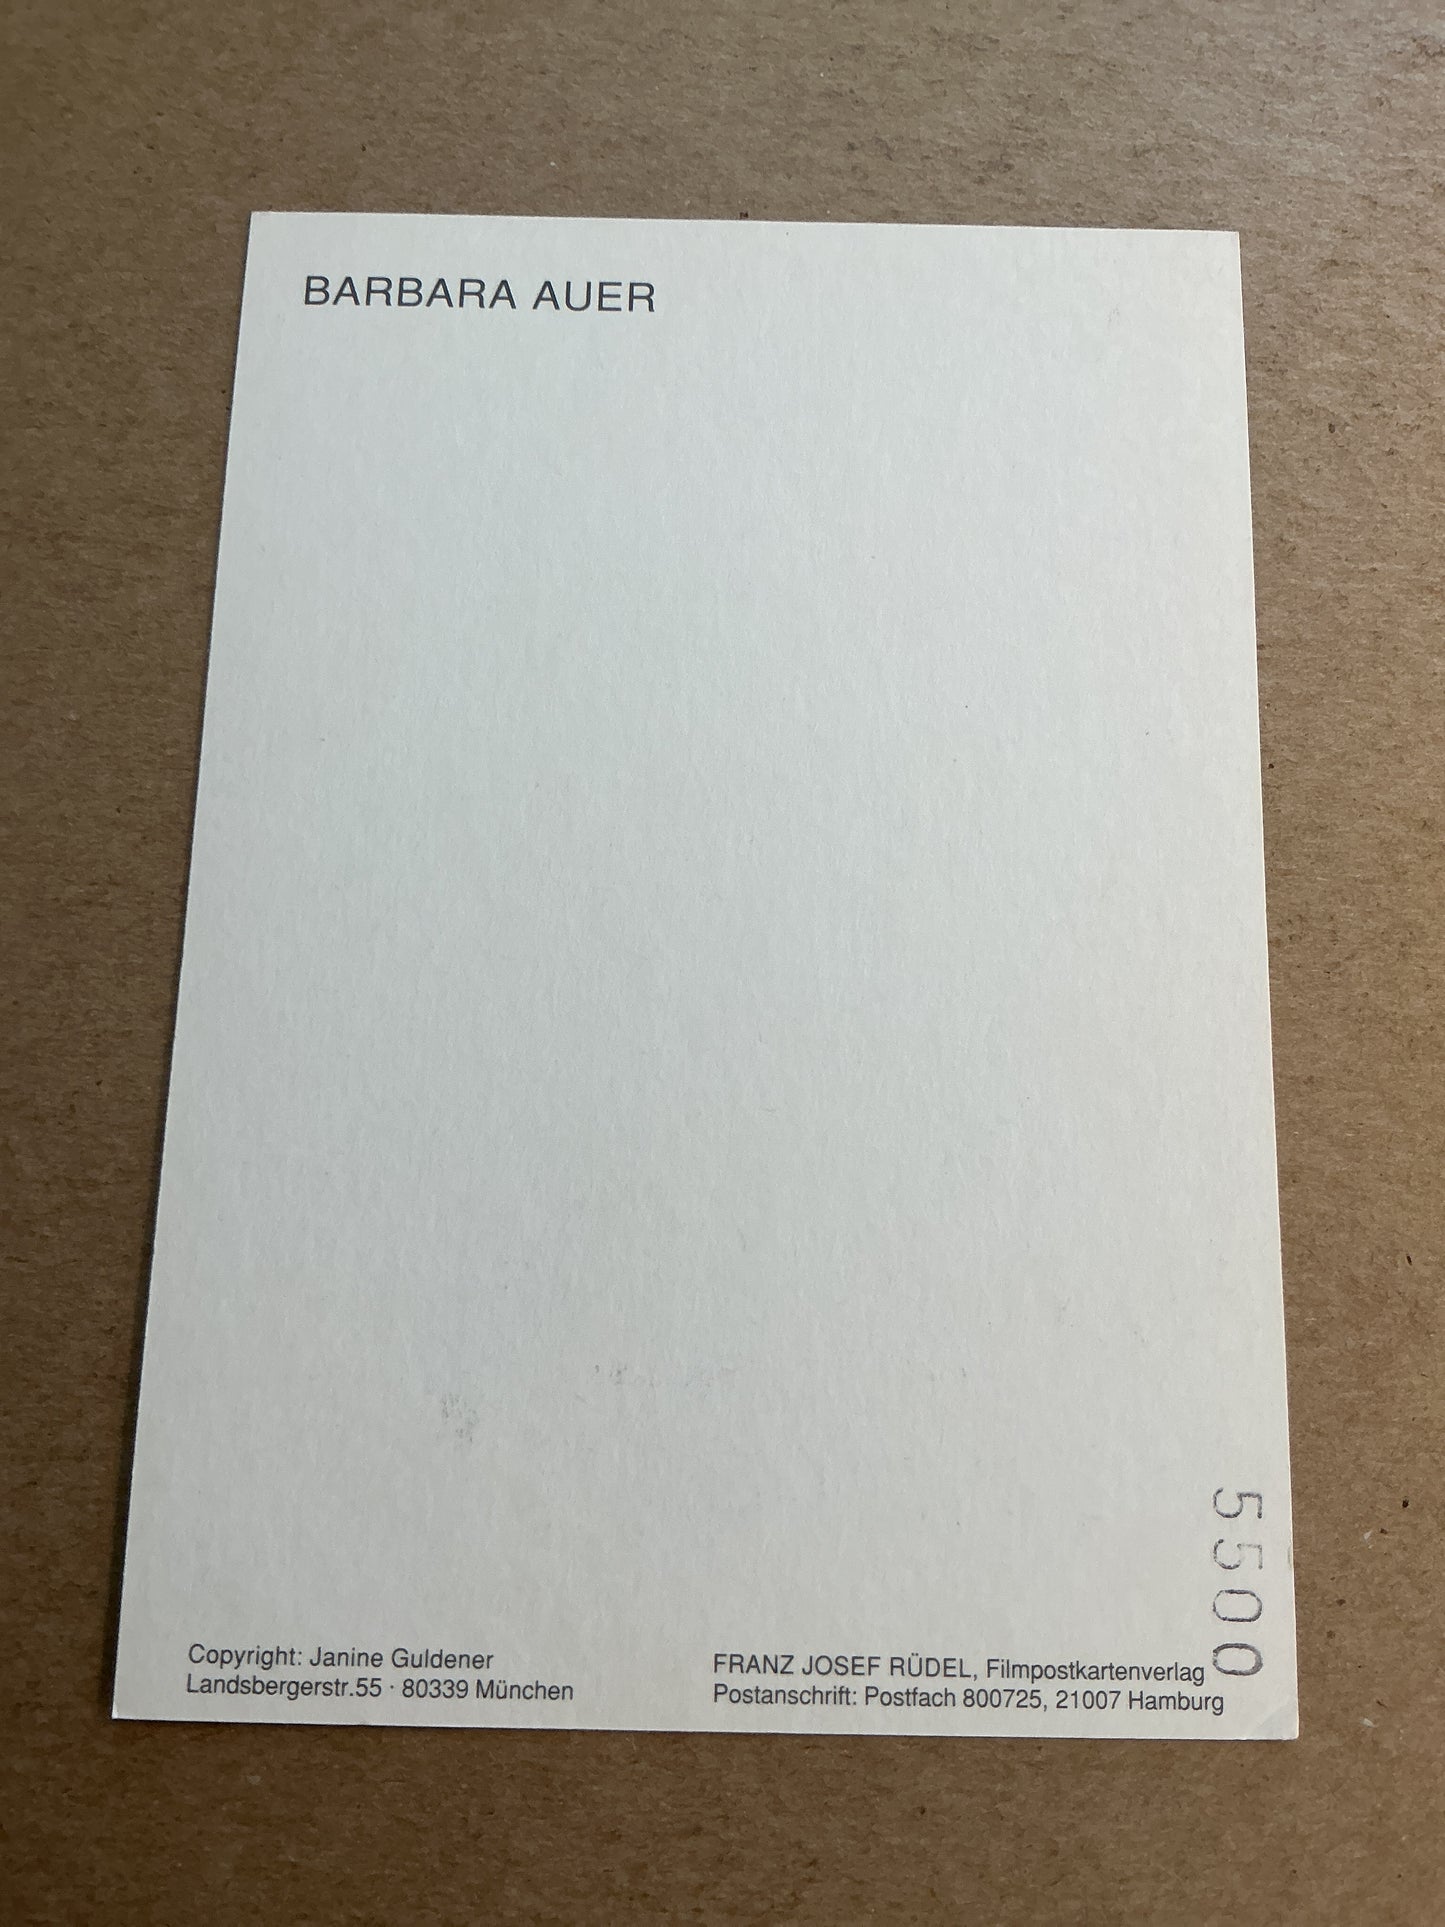 BARBARA AUER
Copyright: Janine Guldener
Landsbergerstr.55 · 80339 München
FRANZ JOSEF RÜDEL, Filmpostkartenverlag
Postanschrift: Postfach 800725, 21007 Hamburg
5500